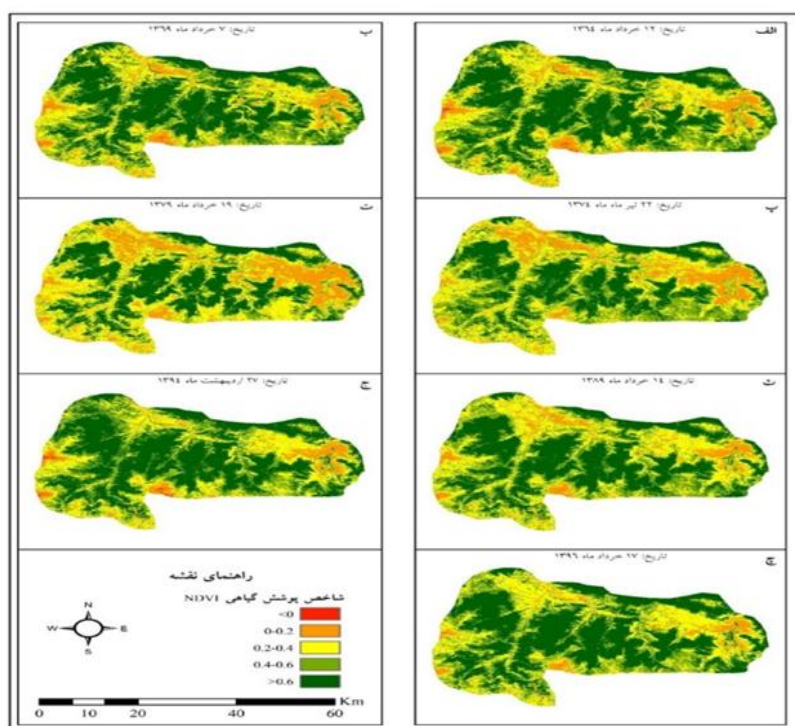 الف
تاریخ: ۱۲ خرداد ماه ۱۳۶۴
ب
تاریخ: ۷ خرداد ماه ۱۳۶۹
پ
تاریخ: ۲۲ تیر ماه ۱۳۷۴
ت
تاریخ: ۱۹ خرداد ماه ۱۳۷۹
ث
تاریخ: ۱۴ خرداد ماه ۱۳۸۹
ج
تاریخ: ۲۷ اردیبهشت ماه ۱۳۹۴
چ
تاریخ: ۱۷ خرداد ماه ۱۳۹۶
راهنمای نقشه
شاخص پوشش گیاهی NDVI
<0
0-0.2
0.2-0.4
0.4-0.6
>0.6
N
W E
S
Km
0 10 20 40 60